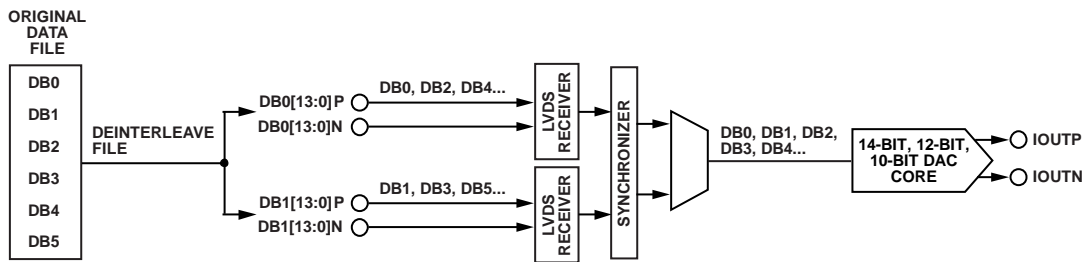 ORIGINAL
DATA
FILE
DB0
DB1
DB2
DB3
DB4
DB5
DEINTERLEAVE
FILE
DB0[13:0]P
DB0[13:0]N
DB0, DB2, DB4...
LVDS
RECEIVER
DB1[13:0]P
DB1[13:0]N
DB1, DB3, DB5...
LVDS
RECEIVER
SYNCHRONIZER
DB0, DB1, DB2,
DB3, DB4...
14-BIT, 12-BIT,
10-BIT DAC
CORE
IOUTP
IOUTN